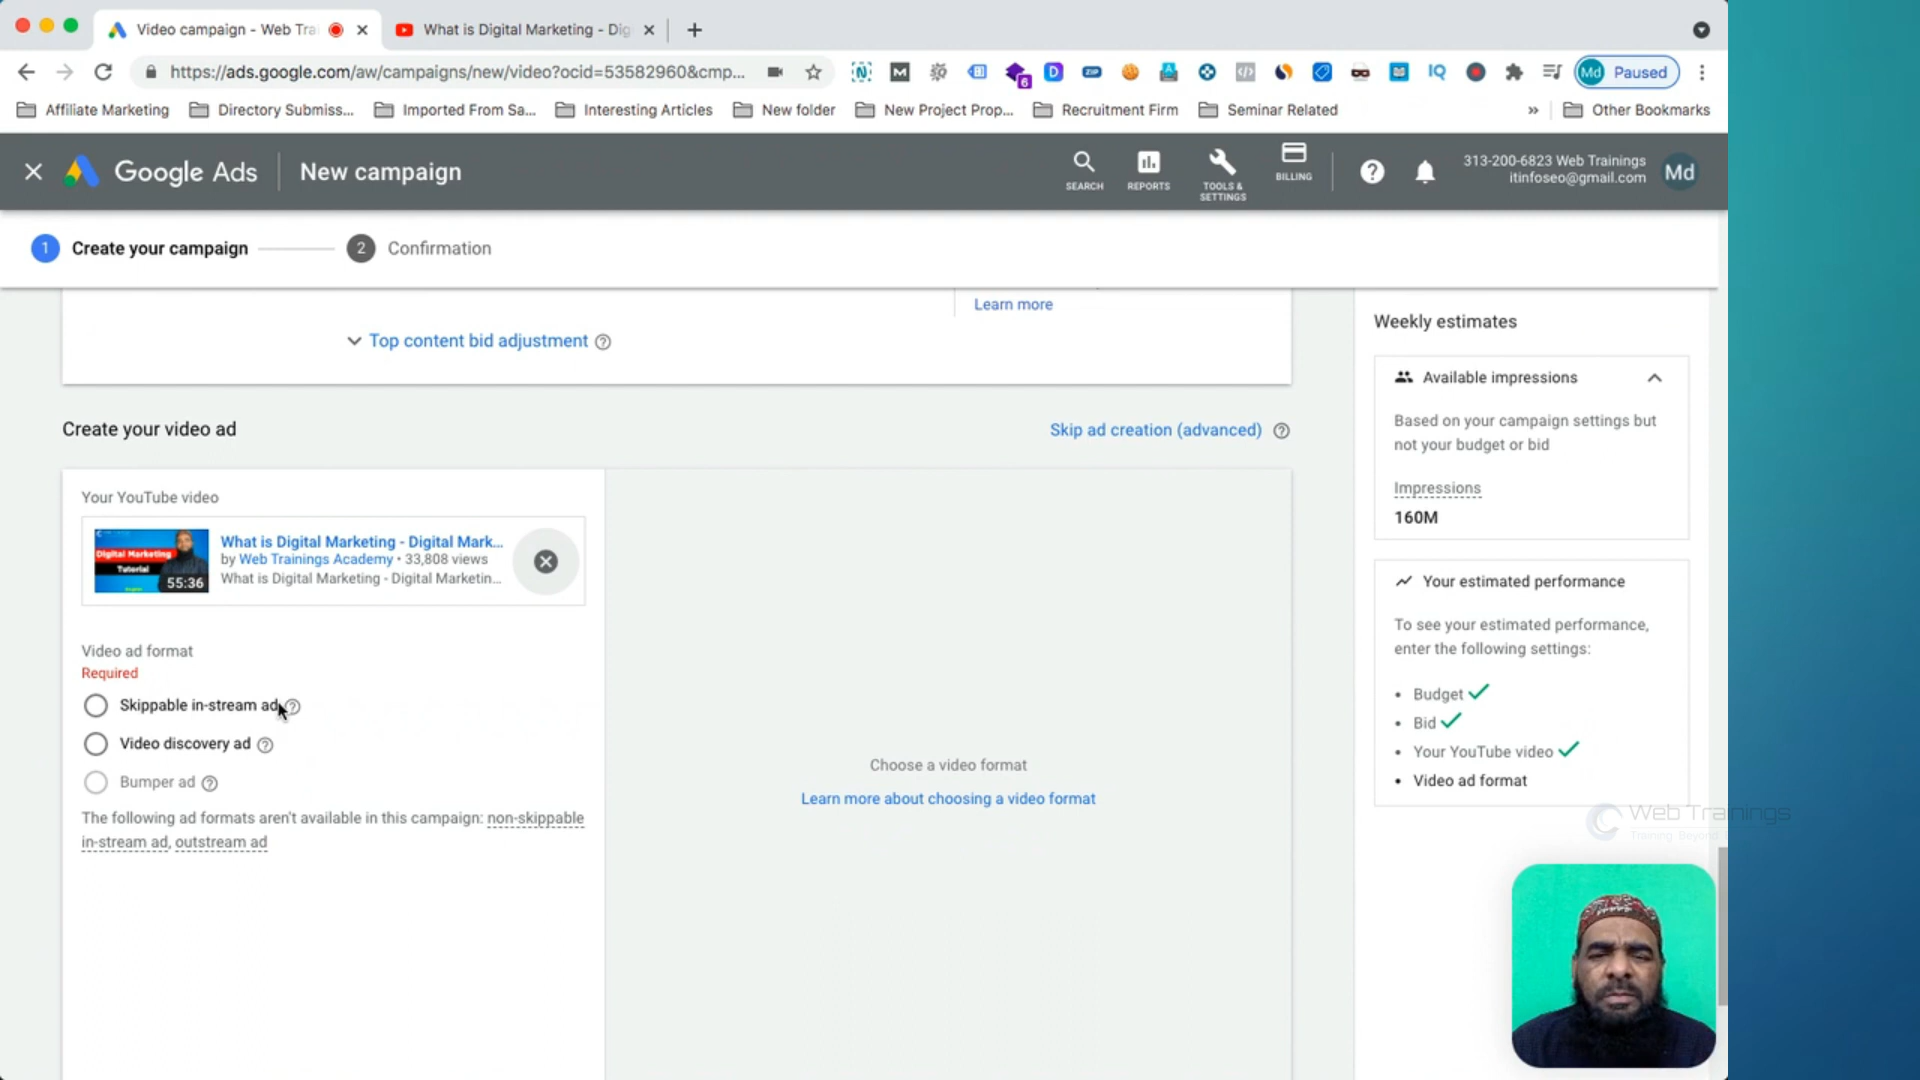 Video campaign - Web Tra
What is Digital Marketing - Dig
https://ads.google.com/aw/campaigns/new/video?ocid=53582960&cmp...
ZIP
IQ
6
Md Paused
Affiliate Marketing
Directory Submiss...
Imported From Sa...
Interesting Articles
New folder
New Project Prop...
Recruitment Firm
Seminar Related
»
Other Bookmarks
Google Ads
New campaign
SEARCH
REPORTS
TOOLS &
SETTINGS
BILLING
313-200-6823 Web Trainings
itinfoseo@gmail.com
Md
1 Create your campaign
2 Confirmation
Learn more
Top content bid adjustment
Create your video ad
Skip ad creation (advanced)
Your YouTube video
Digital Marketing
Tutorial
55:36
What is Digital Marketing - Digital Mark...
by Web Trainings Academy • 33,808 views
What is Digital Marketing - Digital Marketin...
Video ad format
Required
Skippable in-stream ad
Video discovery ad
Bumper ad
The following ad formats aren't available in this campaign: non-skippable
in-stream ad, outstream ad
Choose a video format
Learn more about choosing a video format
Weekly estimates
Available impressions
Based on your campaign settings but
not your budget or bid
Impressions
160M
Your estimated performance
To see your estimated performance,
enter the following settings:
• Budget
• Bid
• Your YouTube video
• Video ad format
Web Trainings
Training Beyond